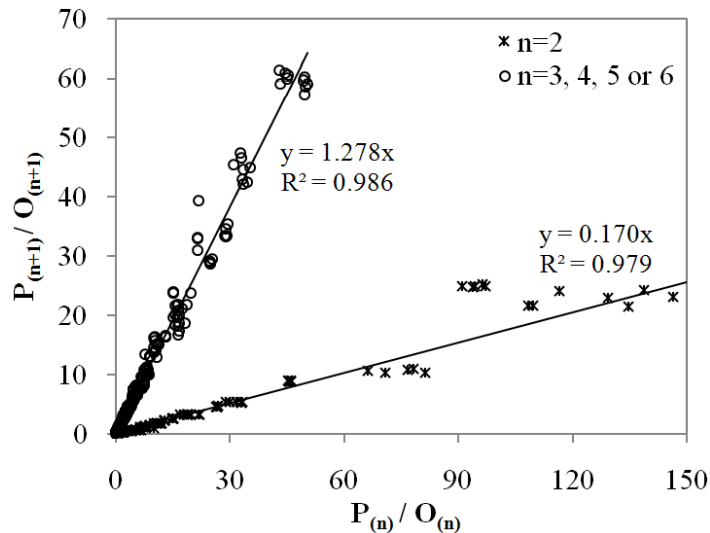 70
60
50
40
30
20
10
0
P(n+1) / O(n+1)
n=2
n=3, 4, 5 or 6
y = 1.278x
R² = 0.986
y = 0.170x
R² = 0.979
0 30 60 90 120 150
P(n) / O(n)